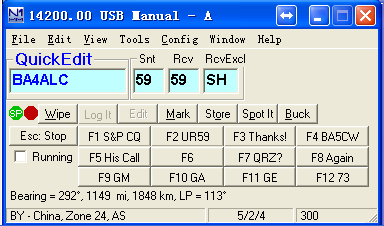 14200.00 USB Manual - A
File Edit View Tools Config Window Help
QuickEdit Snt Rcv RcvExcl
BA4ALC 59 59 SH
SP Wipe Log It Edit Mark Store Spot It Buck
Esc: Stop F1 S&P CQ F2 UR59 F3 Thanks! F4 BA5CW
Running F5 His Call F6 F7 QRZ? F8 Again
F9 GM F10 GA F11 GE F12 73
Bearing = 292°, 1149 mi, 1848 km, LP = 113°
BY - China, Zone 24, AS 5/2/4 300